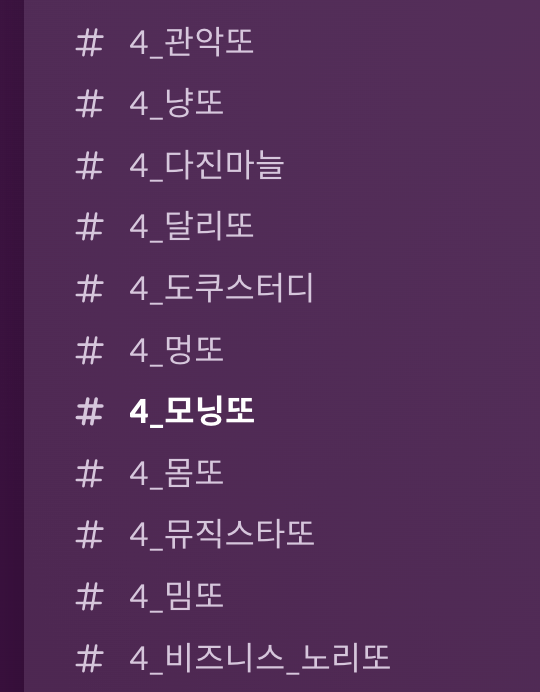 # 4_관악또
# 4_냥또
# 4_다진마늘
# 4_달리또
# 4_도쿠스터디
# 4_멍또
# 4_모닝또
# 4_몸또
# 4_뮤직스타또
# 4_밈또
# 4_비즈니스_노리또